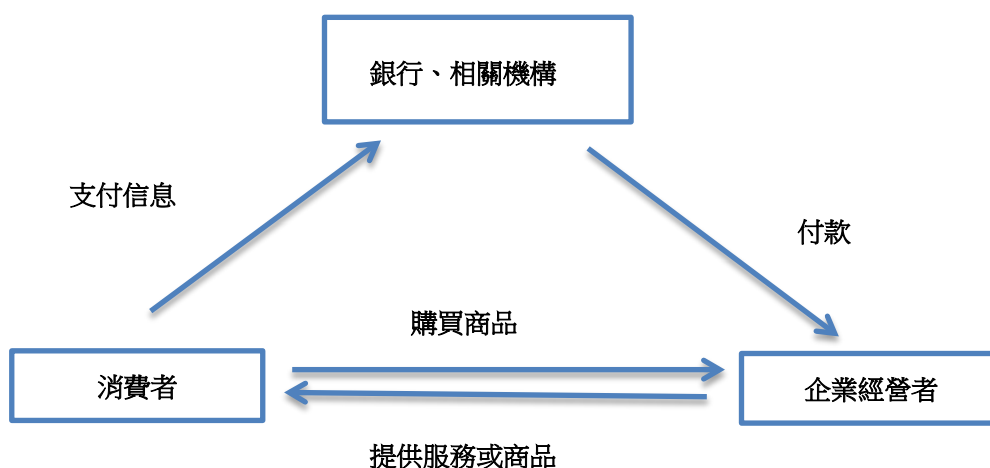 銀行、相關機構
支付信息
付款
購買商品
消費者
企業經營者
提供服務或商品